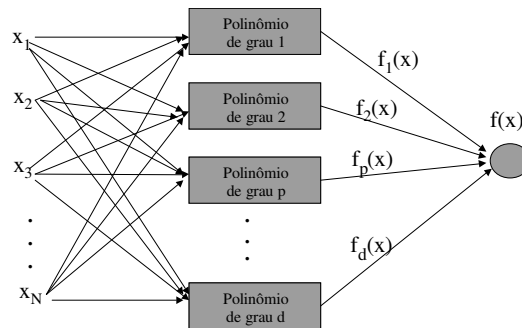 x1
x2
x3
xN
Polinômio
de grau 1
Polinômio
de grau 2
Polinômio
de grau p
Polinômio
de grau d
f1(x)
f2(x)
fp(x)
fd(x)
f(x)